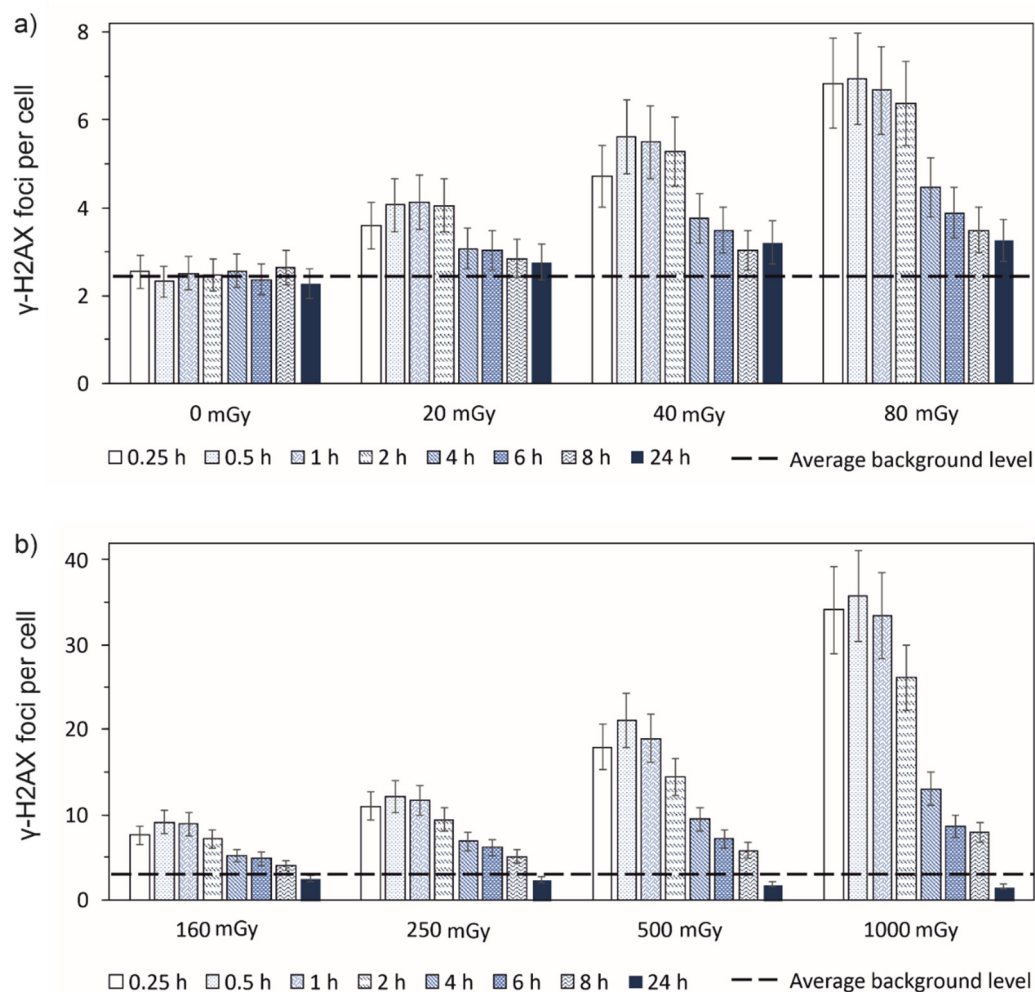 a)
γ-H2AX foci per cell
8
6
4
2
0
0 mGy 20 mGy 40 mGy 80 mGy
0.25 h 0.5 h 1 h 2 h 4 h 6 h 8 h 24 h Average background level
b)
γ-H2AX foci per cell
40
30
20
10
0
160 mGy 250 mGy 500 mGy 1000 mGy
0.25 h 0.5 h 1 h 2 h 4 h 6 h 8 h 24 h Average background level